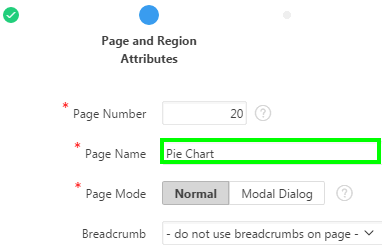 Page and Region
Attributes
* Page Number 20 ?
* Page Name Pie Chart
* Page Mode Normal Modal Dialog ?
Breadcrumb - do not use breadcrumbs on page -